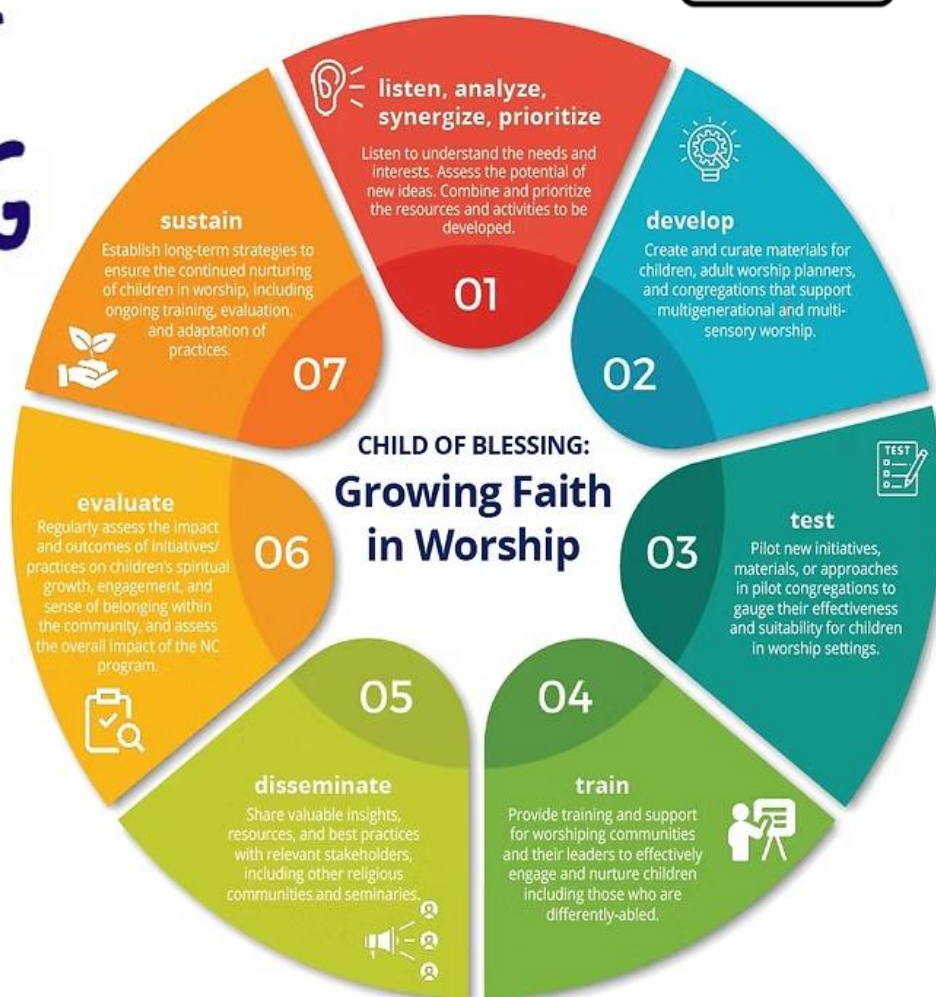 G
listen, analyze,
synergize, prioritize
Listen to understand the needs and
interests. Assess the potential of
new ideas. Combine and prioritize
the resources and activities to be
developed.
01
develop
Create and curate materials for
children, adult worship planners,
and congregations that support
multigenerational and multi-
sensory worship.
02
TEST
test
Pilot new initiatives,
materials, or approaches
in pilot congregations to
gauge their effectiveness
and suitability for children
in worship settings.
03
train
Provide training and support
for worshiping communities
and their leaders to effectively
engage and nurture children
including those who are
differently-abled.
04
disseminate
Share valuable insights,
resources, and best practices
with relevant stakeholders,
including other religious
communities and seminaries.
05
evaluate
Regularly assess the impact
and outcomes of initiatives/
practices on children's spiritual
growth, engagement, and
sense of belonging within
the community, and assess
the overall impact of the NC
program.
06
sustain
Establish long-term strategies to
ensure the continued nurturing
of children in worship, including
ongoing training, evaluation,
and adaptation of
practices.
07
CHILD OF BLESSING:
Growing Faith
in Worship